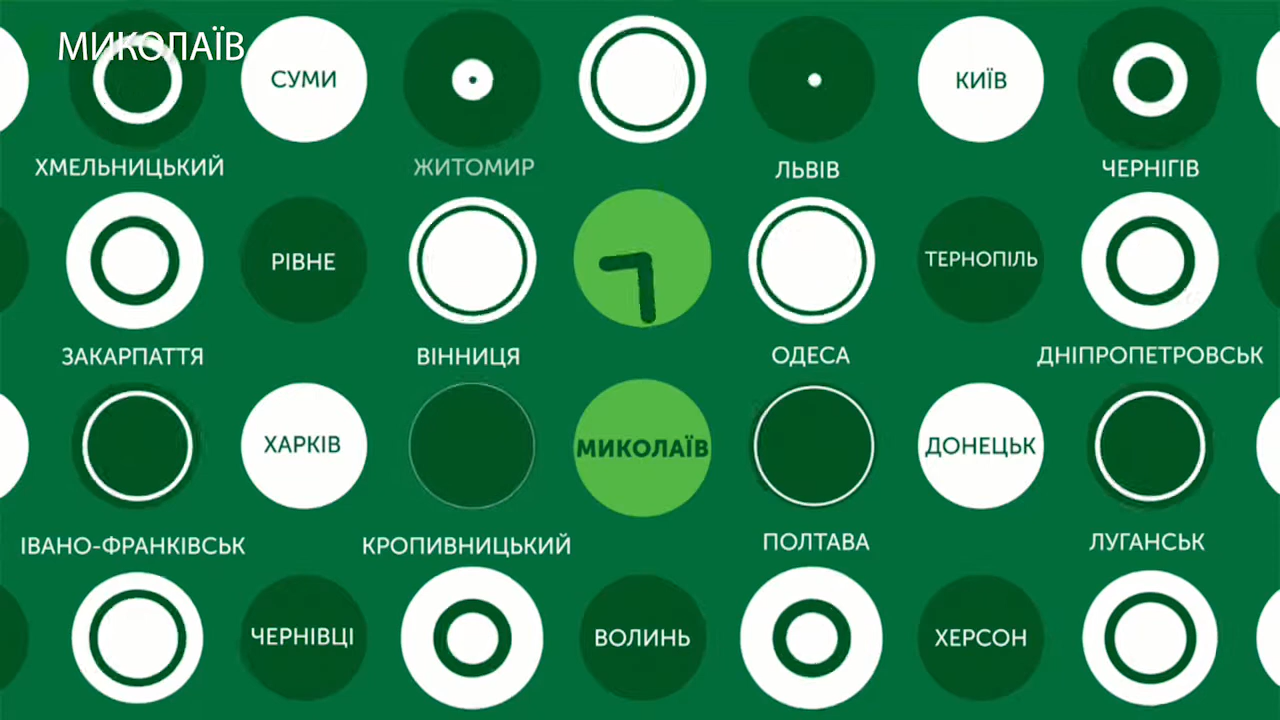 МИКОЛАЇВ
СУМИ
КИЇВ
ХМЕЛЬНИЦЬКИЙ
ЖИТОМИР
ЛЬВІВ
ЧЕРНІГІВ
РІВНЕ
ТЕРНОПІЛЬ
ЗАКАРПАТТЯ
ВІННИЦЯ
ОДЕСА
ДНІПРОПЕТРОВСЬК
ХАРКІВ
МИКОЛАЇВ
ДОНЕЦЬК
ІВАНО-ФРАНКІВСЬК
КРОПИВНИЦЬКИЙ
ПОЛТАВА
ЛУГАНСЬК
ЧЕРНІВЦІ
ВОЛИНЬ
ХЕРСОН